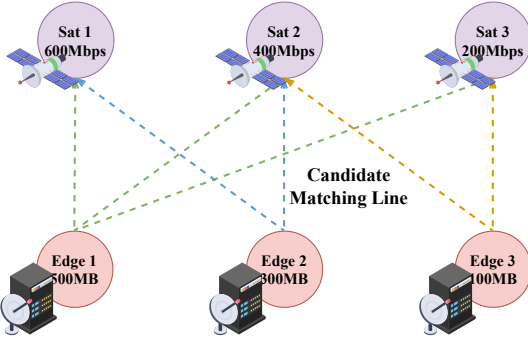 Sat 1
600Mbps
Sat 2
400Mbps
Sat 3
200Mbps
Candidate
Matching Line
Edge 1
500MB
Edge 2
300MB
Edge 3
100MB